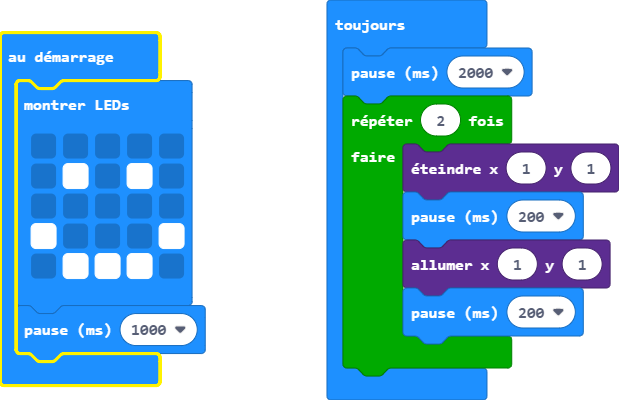 au démarrage
montrer LEDs
pause (ms) 1000
toujours
pause (ms) 2000
répéter 2 fois
faire
éteindre x 1 y 1
pause (ms) 200
allumer x 1 y 1
pause (ms) 200